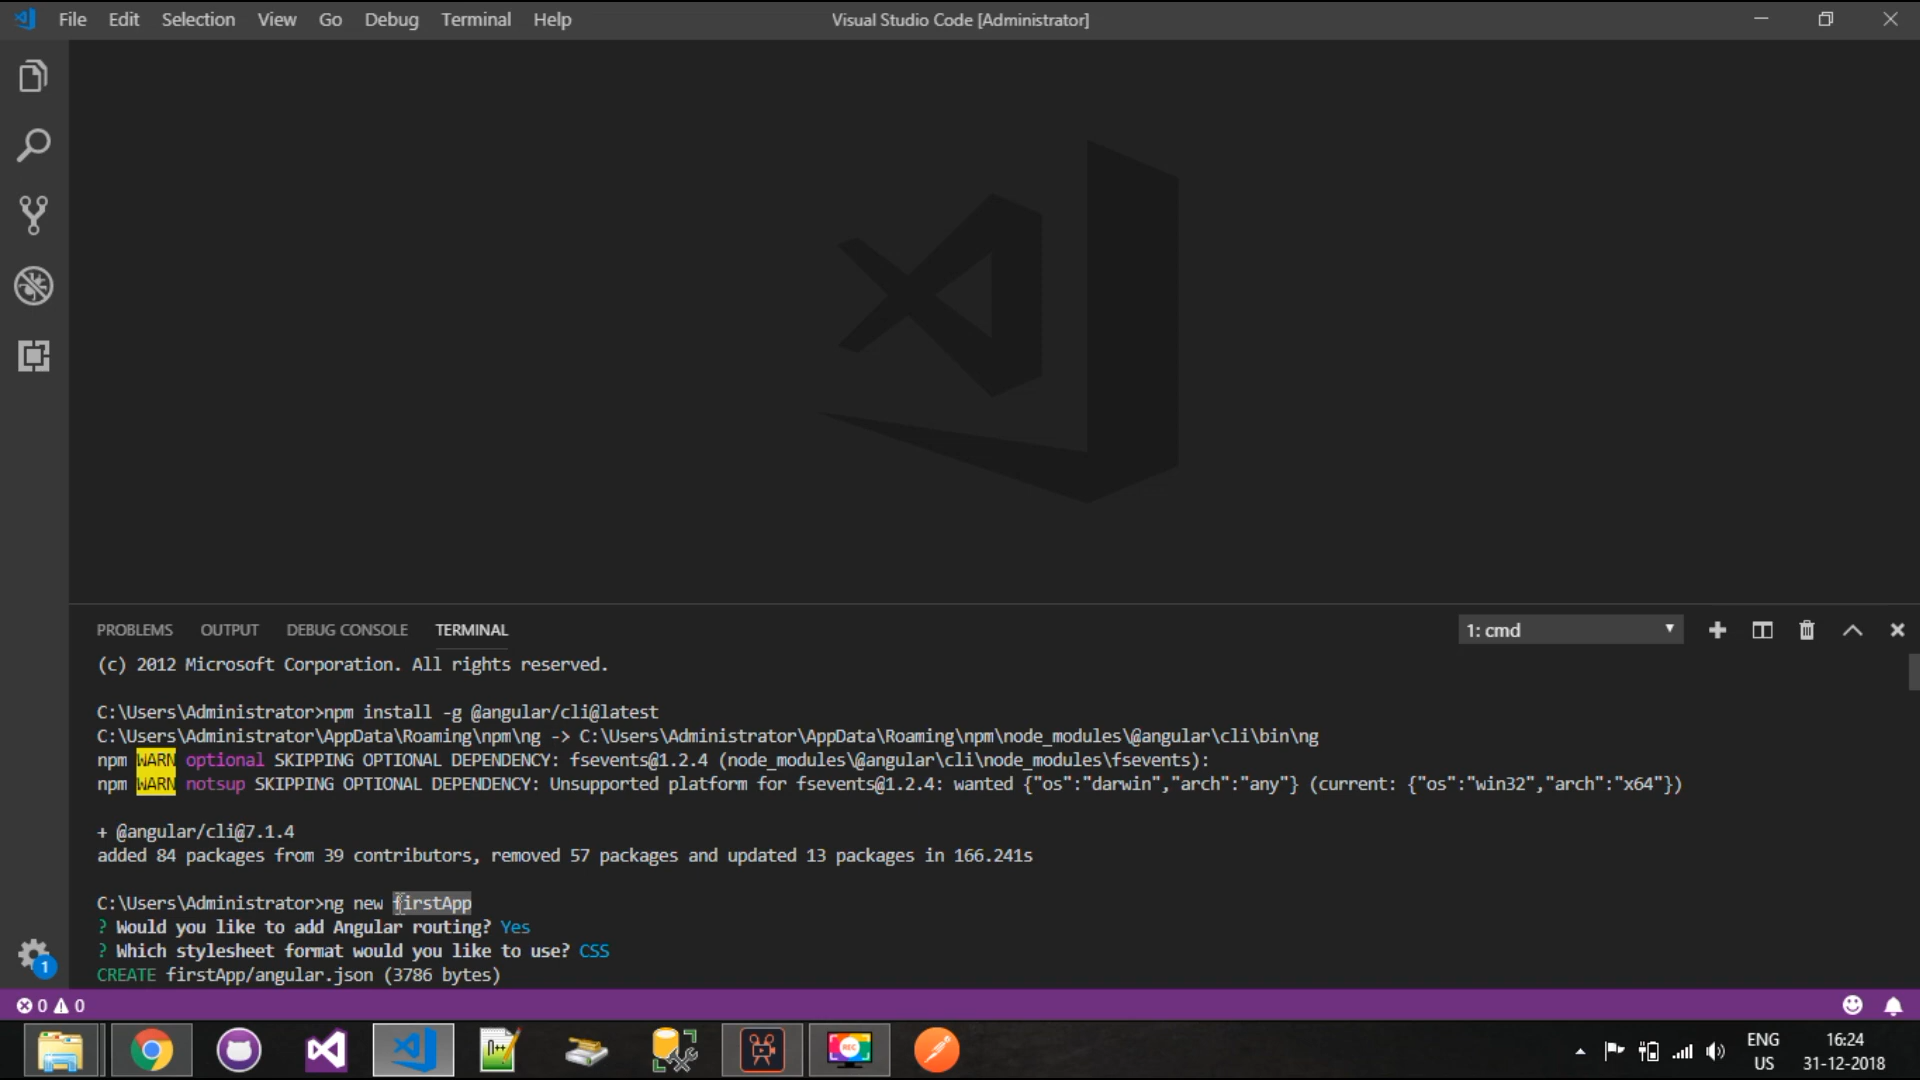 File Edit Selection View Go Debug Terminal Help
Visual Studio Code [Administrator]
PROBLEMS OUTPUT DEBUG CONSOLE TERMINAL
1: cmd
(c) 2012 Microsoft Corporation. All rights reserved.
C:\Users\Administrator>npm install -g @angular/cli@latest
C:\Users\Administrator\AppData\Roaming\npm\ng -> C:\Users\Administrator\AppData\Roaming\npm\node_modules\@angular\cli\bin\ng
npm WARN optional SKIPPING OPTIONAL DEPENDENCY: fsevents@1.2.4 (node_modules\@angular\cli\node_modules\fsevents):
npm WARN notsup SKIPPING OPTIONAL DEPENDENCY: Unsupported platform for fsevents@1.2.4: wanted {"os":"darwin","arch":"any"} (current: {"os":"win32","arch":"x64"})
+ @angular/cli@7.1.4
added 84 packages from 39 contributors, removed 57 packages and updated 13 packages in 166.241s
C:\Users\Administrator>ng new firstApp
? Would you like to add Angular routing? Yes
? Which stylesheet format would you like to use? CSS
CREATE firstApp/angular.json (3786 bytes)
1
0 0
REC
ENG
US
16:24
31-12-2018